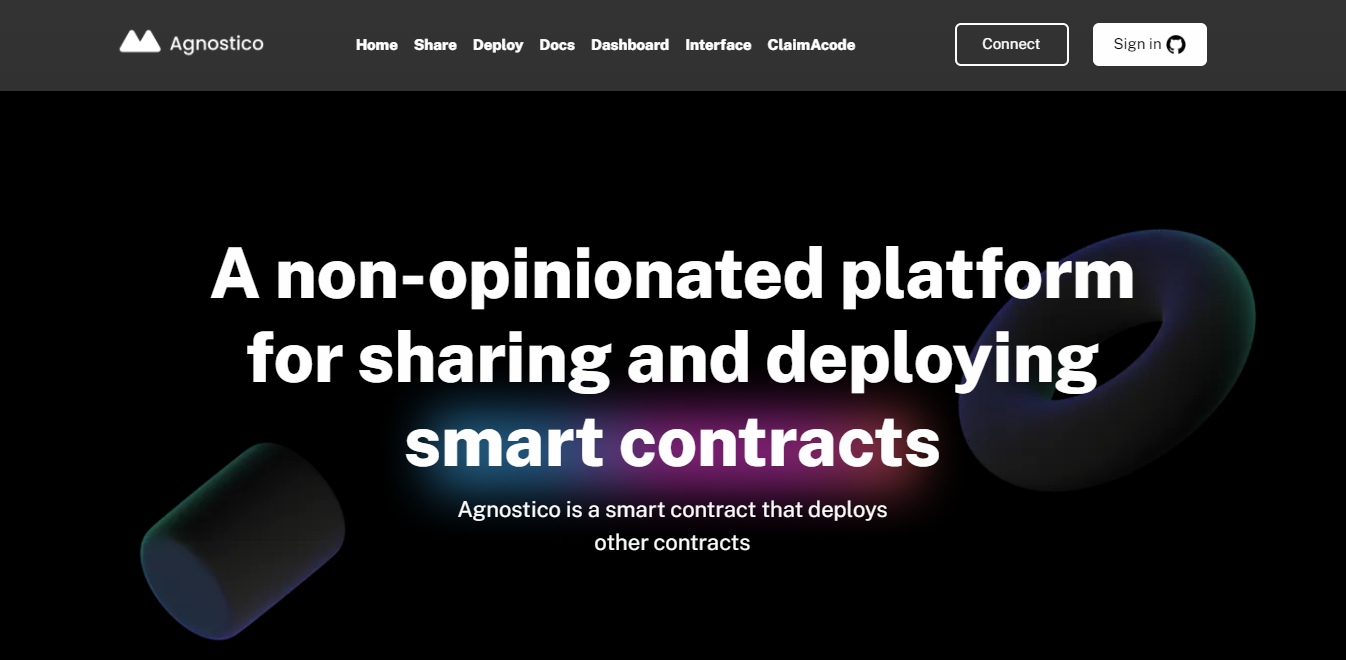 Agnostico
Home Share Deploy Docs Dashboard Interface ClaimAcode
Connect
Sign in
A non-opinionated platform
for sharing and deploying
smart contracts
Agnostico is a smart contract that deploys
other contracts